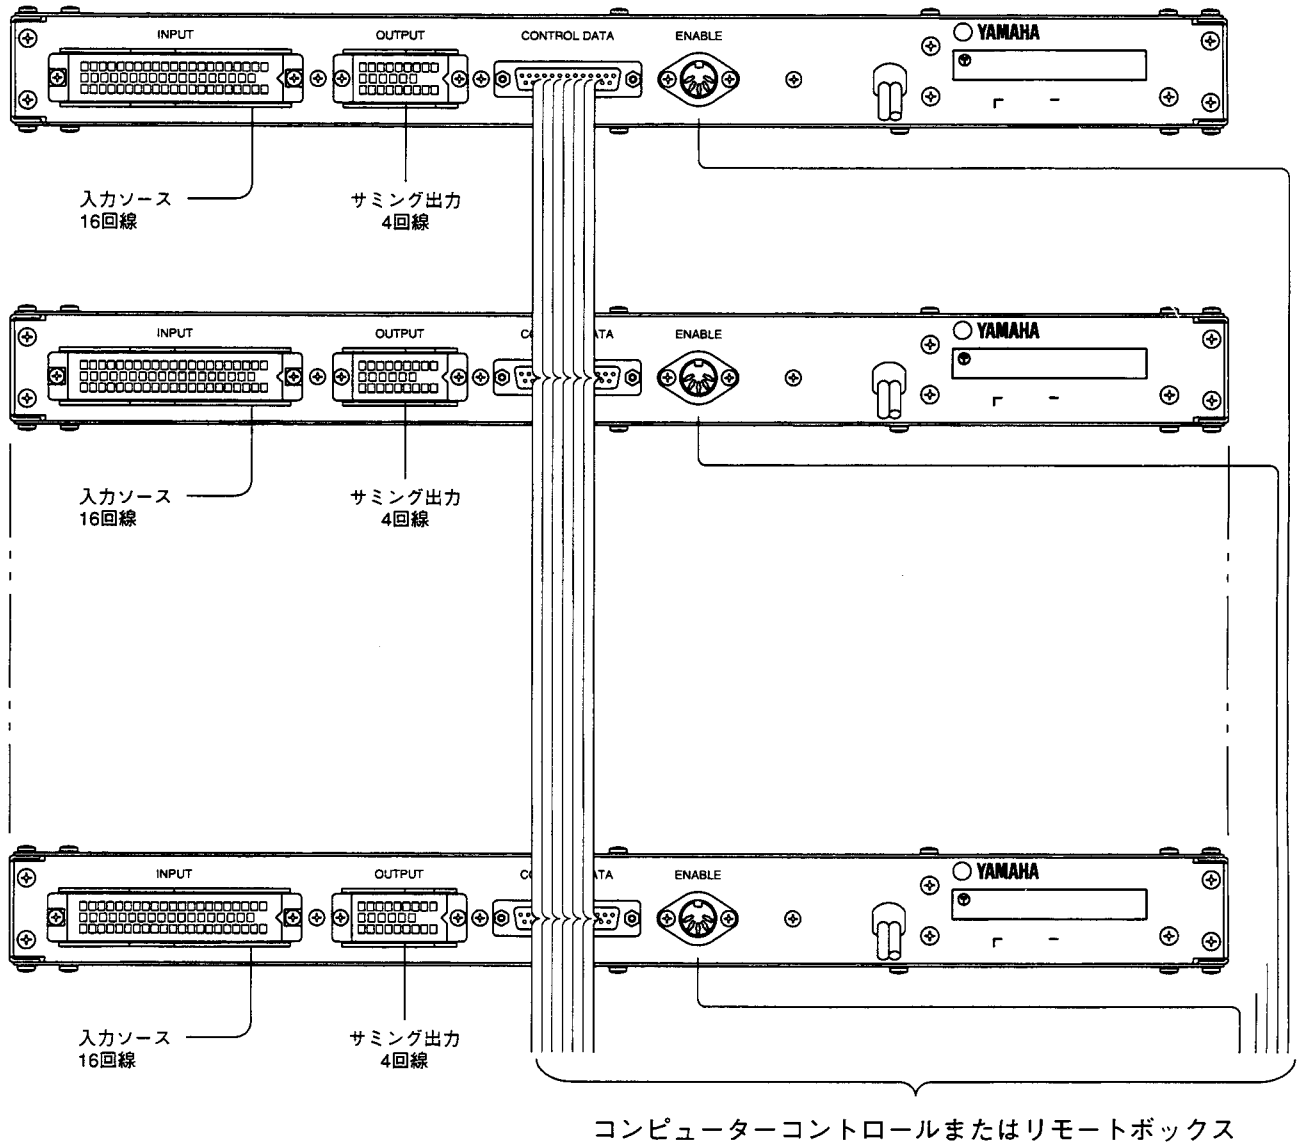 INPUT
OUTPUT
CONTROL DATA
ENABLE
YAMAHA
入力ソース
16回線
サミング出力
4回線
INPUT
OUTPUT
CO
ATA
ENABLE
YAMAHA
入力ソース
16回線
サミング出力
4回線
INPUT
OUTPUT
CO
ATA
ENABLE
YAMAHA
入力ソース
16回線
サミング出力
4回線
コンピューターコントロールまたはリモートボックス